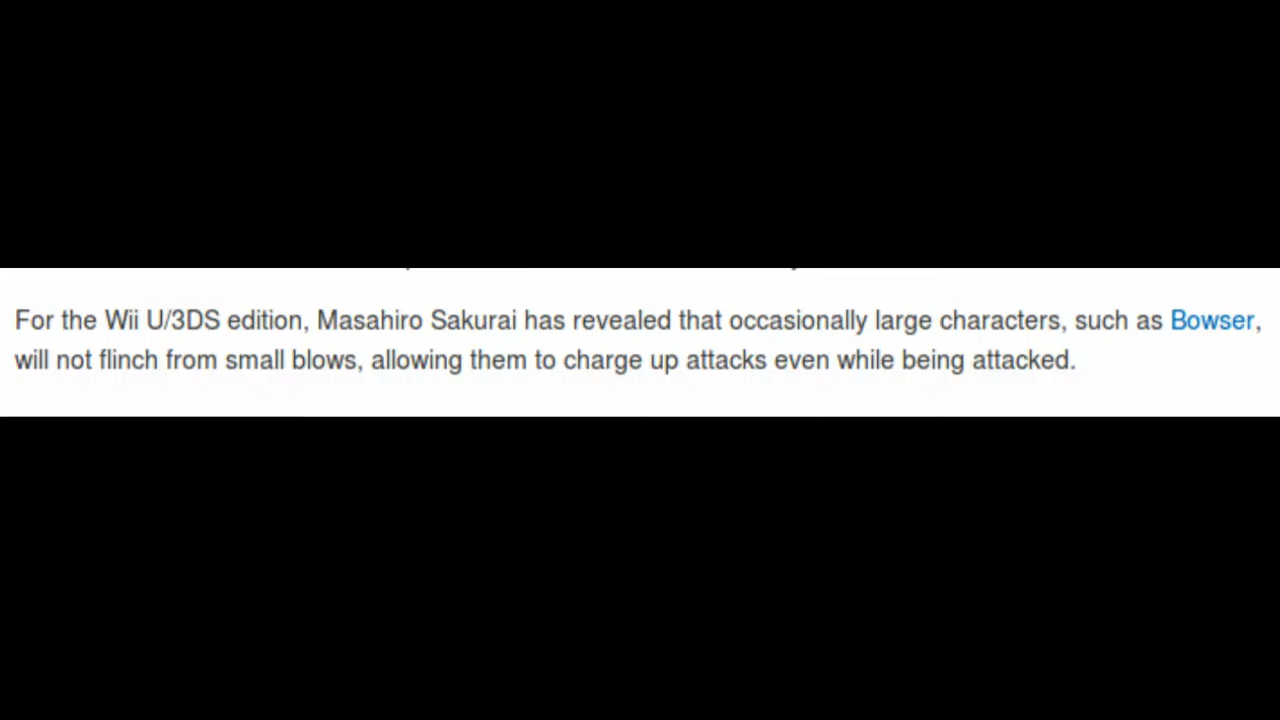 For the Wii U/3DS edition, Masahiro Sakurai has revealed that occasionally large characters, such as Bowser,
will not flinch from small blows, allowing them to charge up attacks even while being attacked.